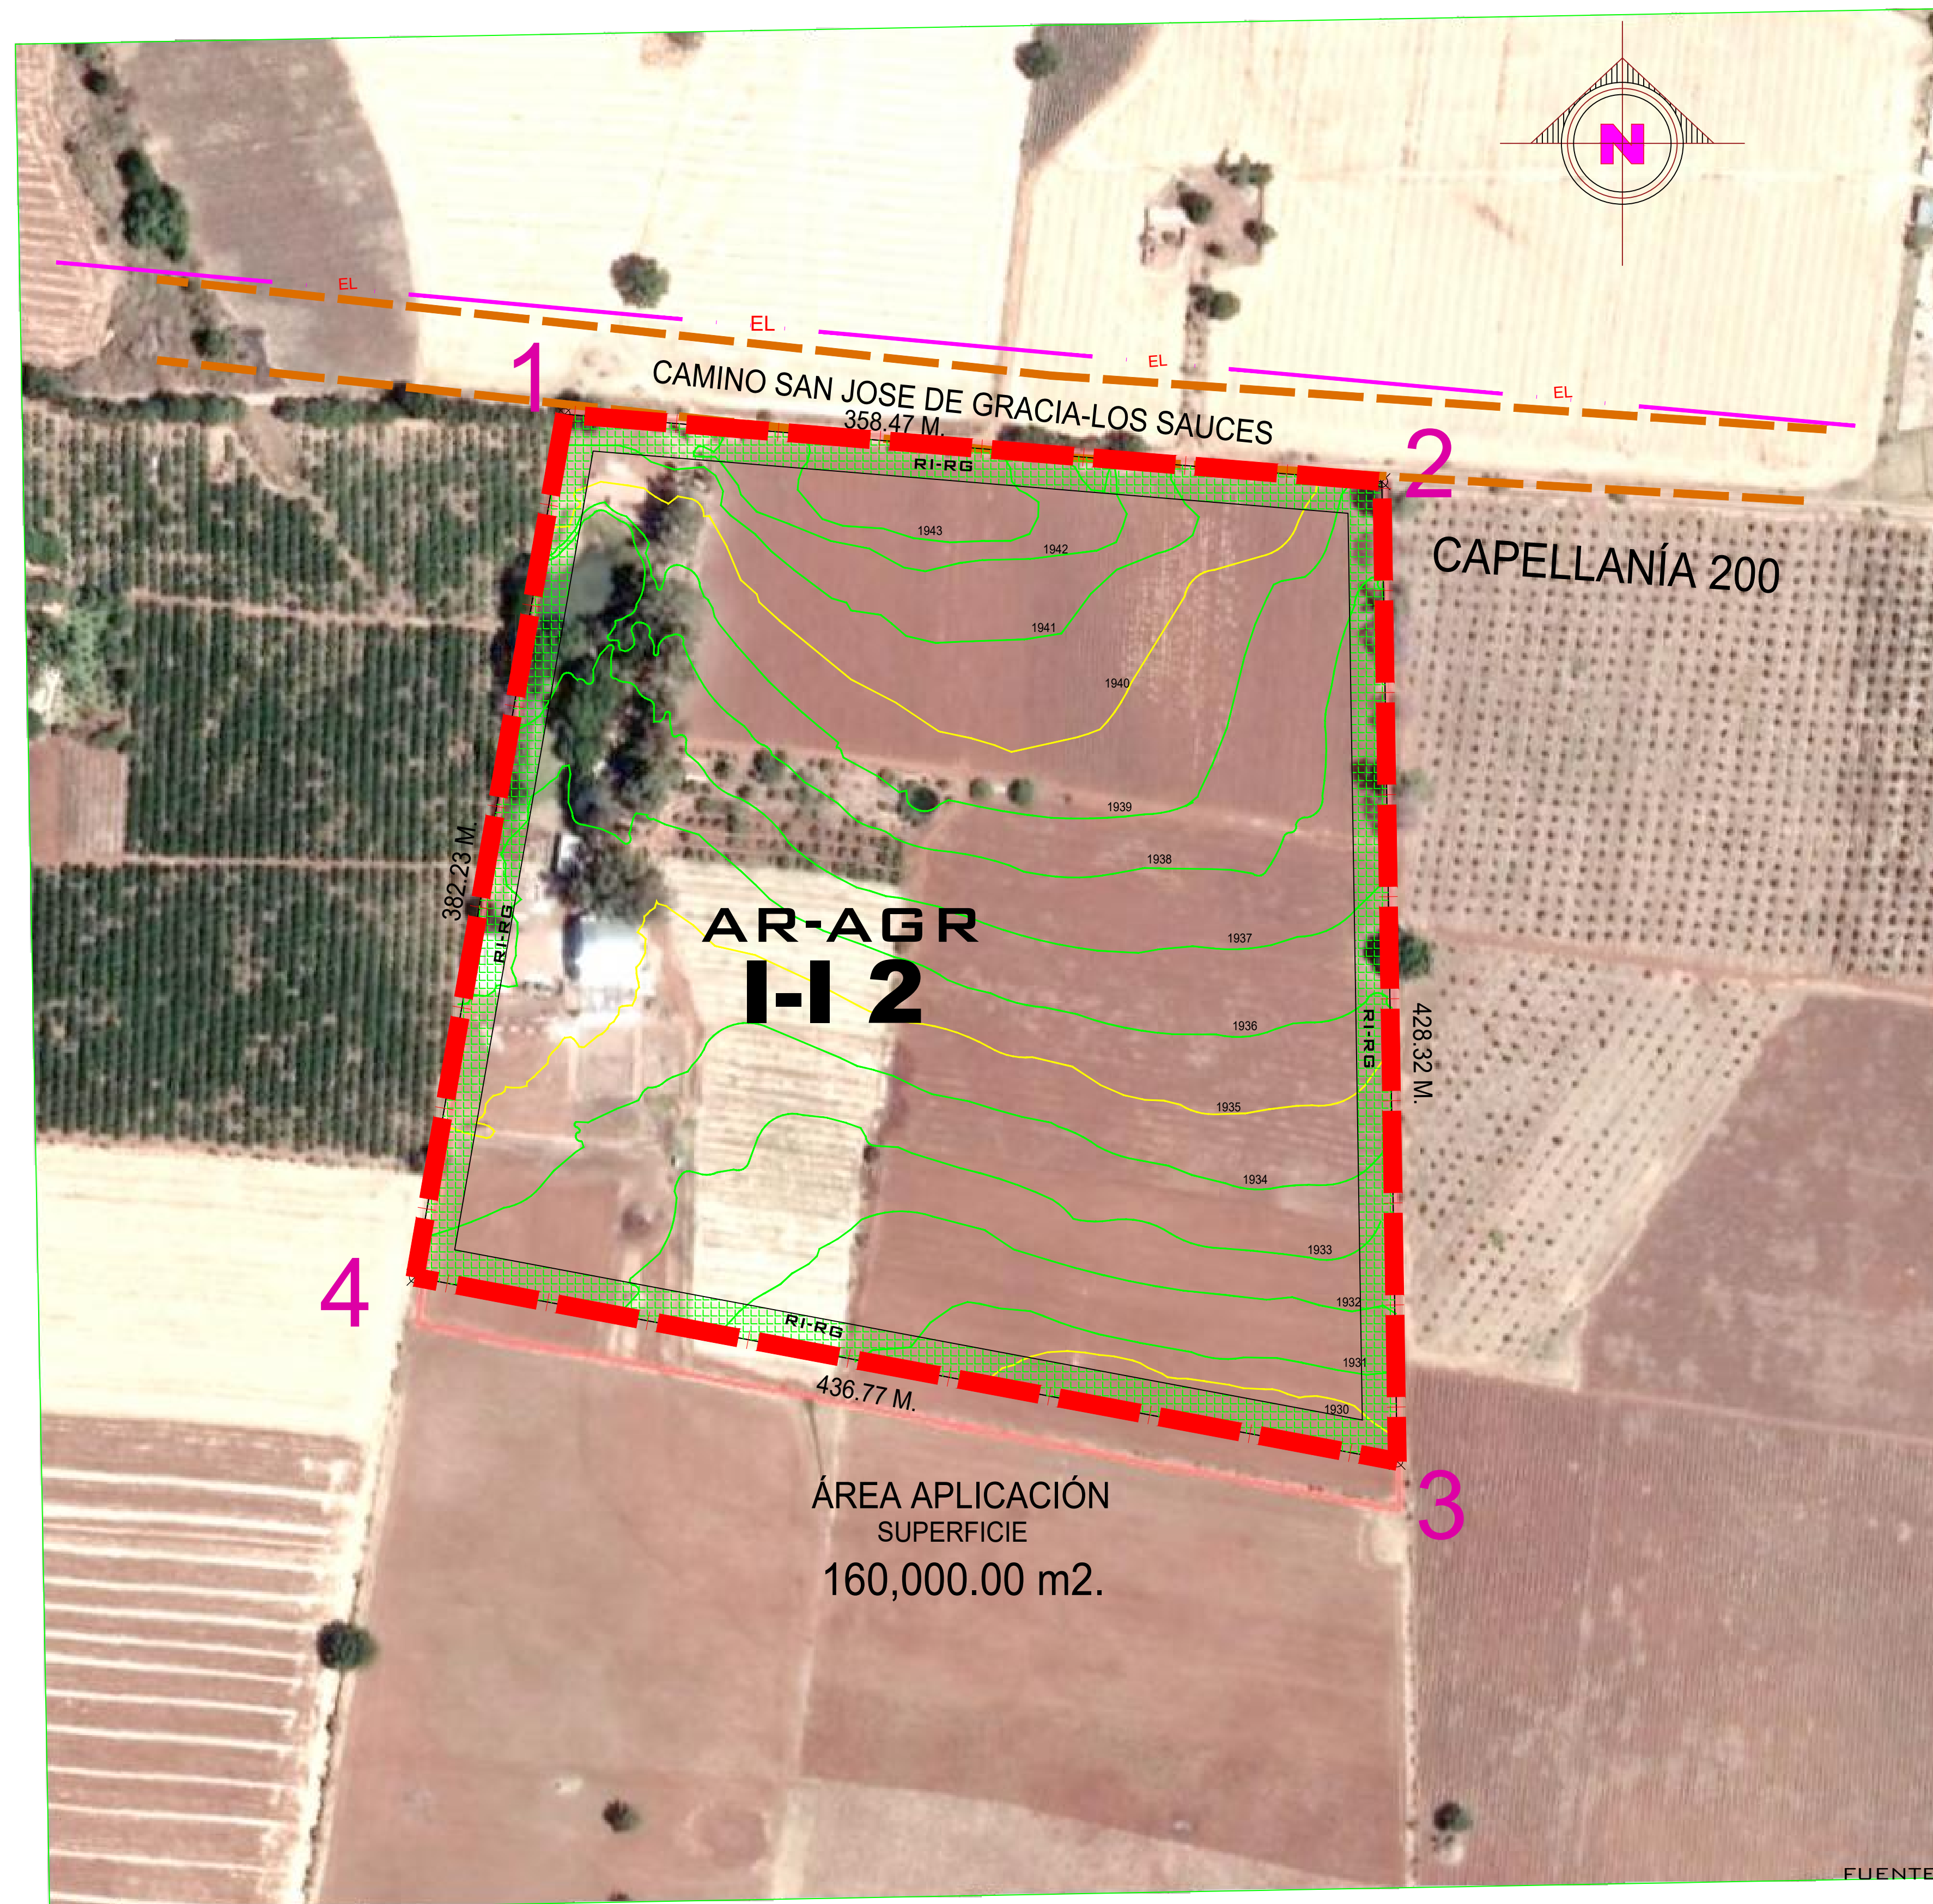 N
EL
EL
EL
EL
1
CAMINO SAN JOSE DE GRACIA-LOS SAUCES
358.47 M.
2
RI-RG
1943
1942
CAPELLANÍA 200
1941
1940
1939
1938
382.23 M.
RI-RG
AR-AGR
I-I 2
1937
1936
RI-RG
428.32 M.
1935
1934
1933
4
1932
RI-RG
1931
436.77 M.
1930
3
ÁREA APLICACIÓN
SUPERFICIE
160,000.00 m2.
FUENTE